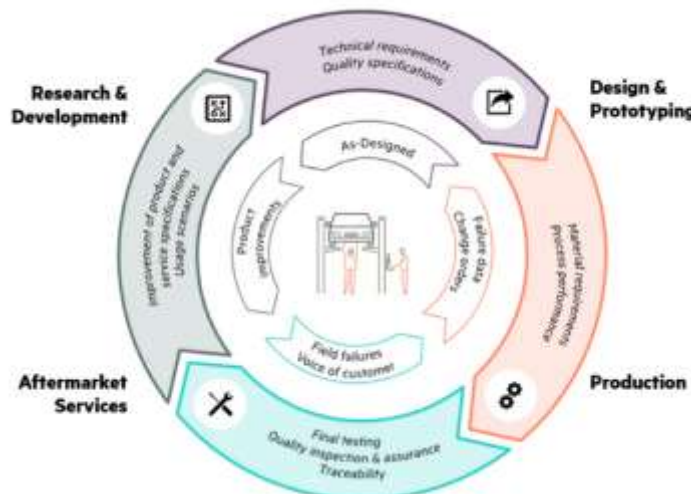 Technical requirements
Quality specifications
Research &
Development
Design &
Prototyping
As-Designed
Improvement of product and
service specifications
Usage scenarios
Product
improvements
Failure data
Change orders
Material requirements
Process performance
Field failures
Voice of customer
Aftermarket
Services
Production
Final testing
Quality inspection & assurance
Traceability